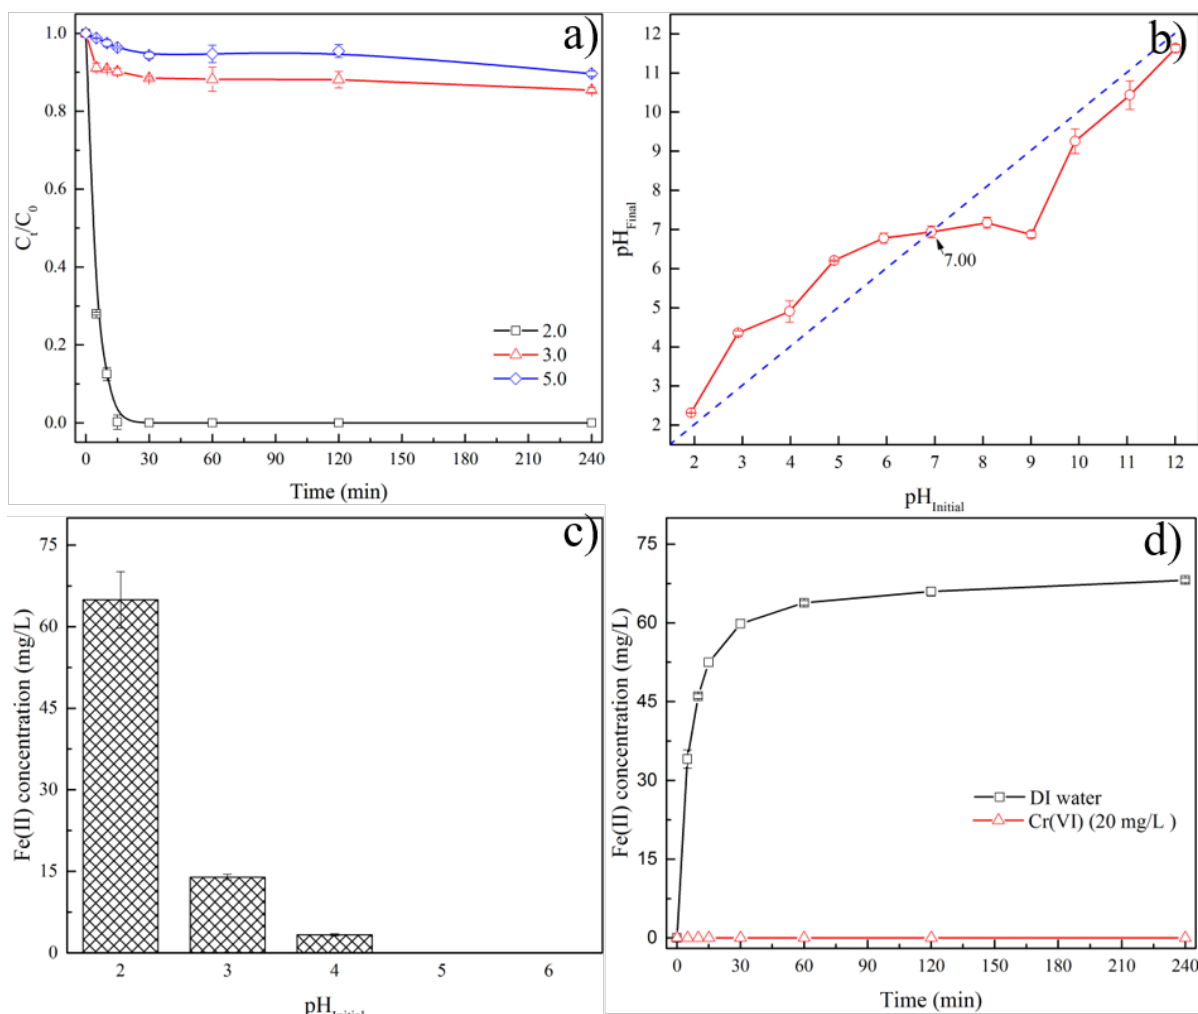 a)
1.0
0.8
0.6
0.4
0.2
0.0
C_t/C_0
2.0
3.0
5.0
0 30 60 90 120 150 180 210 240
Time (min)
b)
12
11
10
9
8
7
6
5
4
3
2
pH_Final
7.00
2 3 4 5 6 7 8 9 10 11 12
pH_Initial
c)
75
60
45
30
15
0
Fe(II) concentration (mg/L)
2 3 4 5 6
pH_Initial
d)
75
60
45
30
15
0
Fe(II) concentration (mg/L)
DI water
Cr(VI) (20 mg/L )
0 30 60 90 120 150 180 210 240
Time (min)